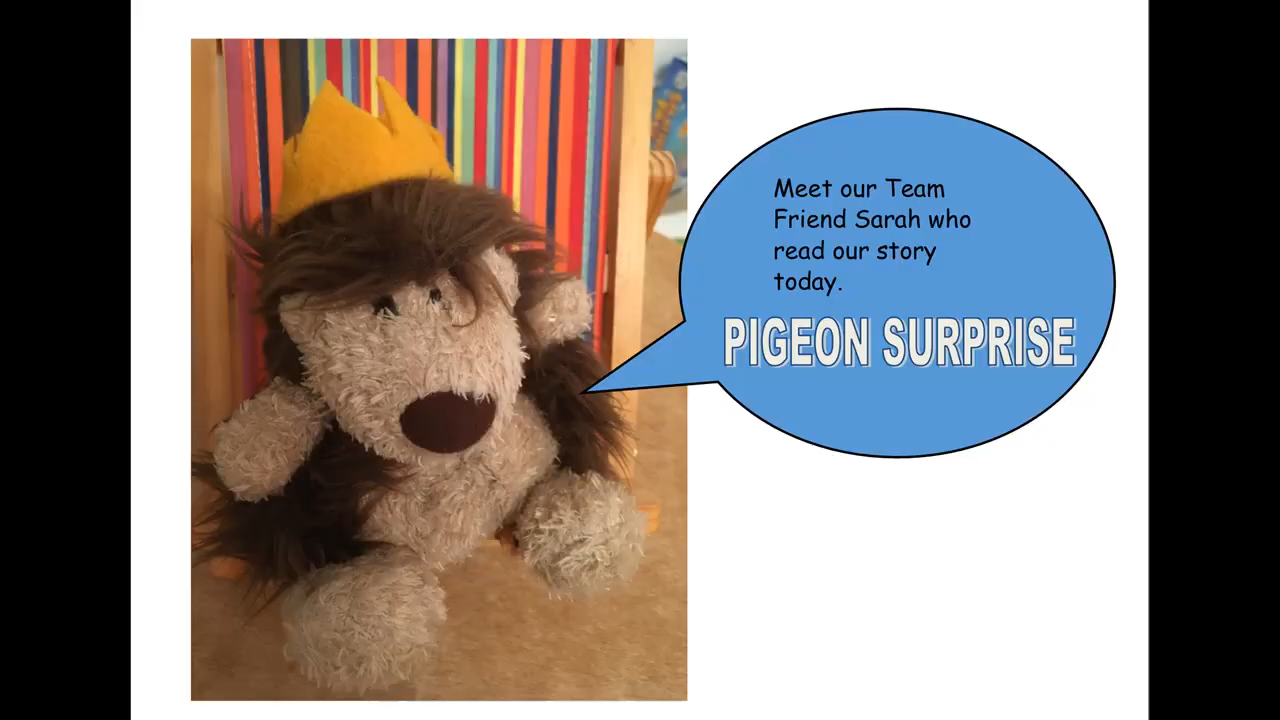 Meet our Team
Friend Sarah who
read our story
today.
PIGEON SURPRISE